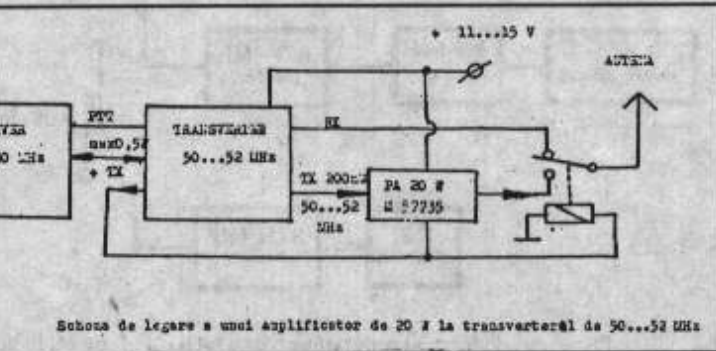 + 11...15 V
ANTENA
PTT
RX
TRANSVERTER
max0,5
50...52 MHz
+ TX
TX 200m
PA 20 W
M 57735
50...52
MHz
Schema de legare a unui amplificator de 20 W la transverterul de 50...52 MHz